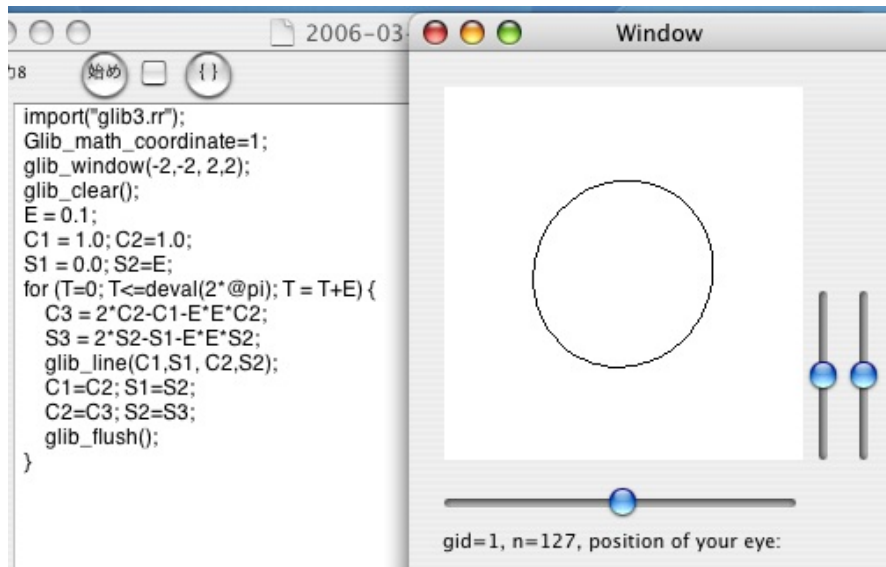 2006-03-
Window
始め
{ }
import("glib3.rr");
Glib_math_coordinate=1;
glib_window(-2,-2, 2,2);
glib_clear();
E = 0.1;
C1 = 1.0; C2=1.0;
S1 = 0.0; S2=E;
for (T=0; T<=deval(2*@pi); T = T+E) {
C3 = 2*C2-C1-E*E*C2;
S3 = 2*S2-S1-E*E*S2;
glib_line(C1,S1, C2,S2);
C1=C2; S1=S2;
C2=C3; S2=S3;
glib_flush();
}
gid=1, n=127, position of your eye: